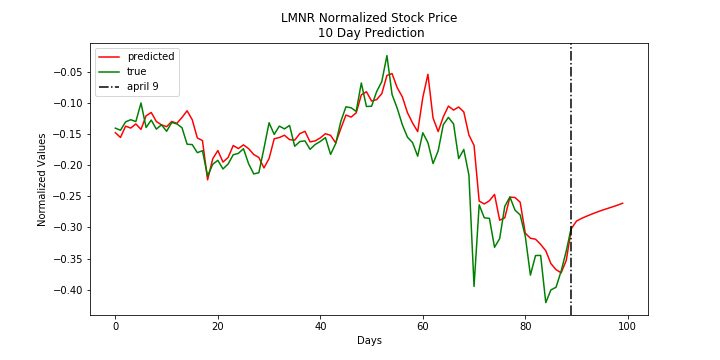 LMNR Normalized Stock Price
10 Day Prediction
predicted
true
april 9
Normalized Values
−0.05
−0.10
−0.15
−0.20
−0.25
−0.30
−0.35
−0.40
0 20 40 60 80 100
Days